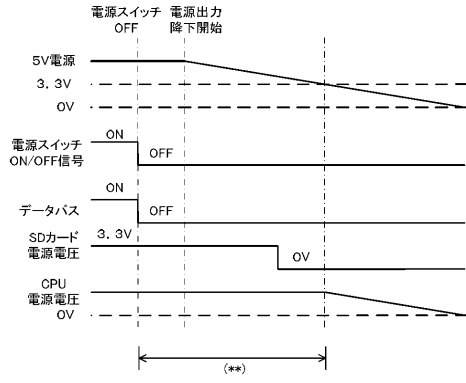 電源スイッチ 電源出力
OFF 降下開始
5V電源
3.3V
0V
電源スイッチ
ON/OFF信号
ON
OFF
データバス
ON
OFF
SDカード
電源電圧
3.3V
0V
CPU
電源電圧
0V
(**)